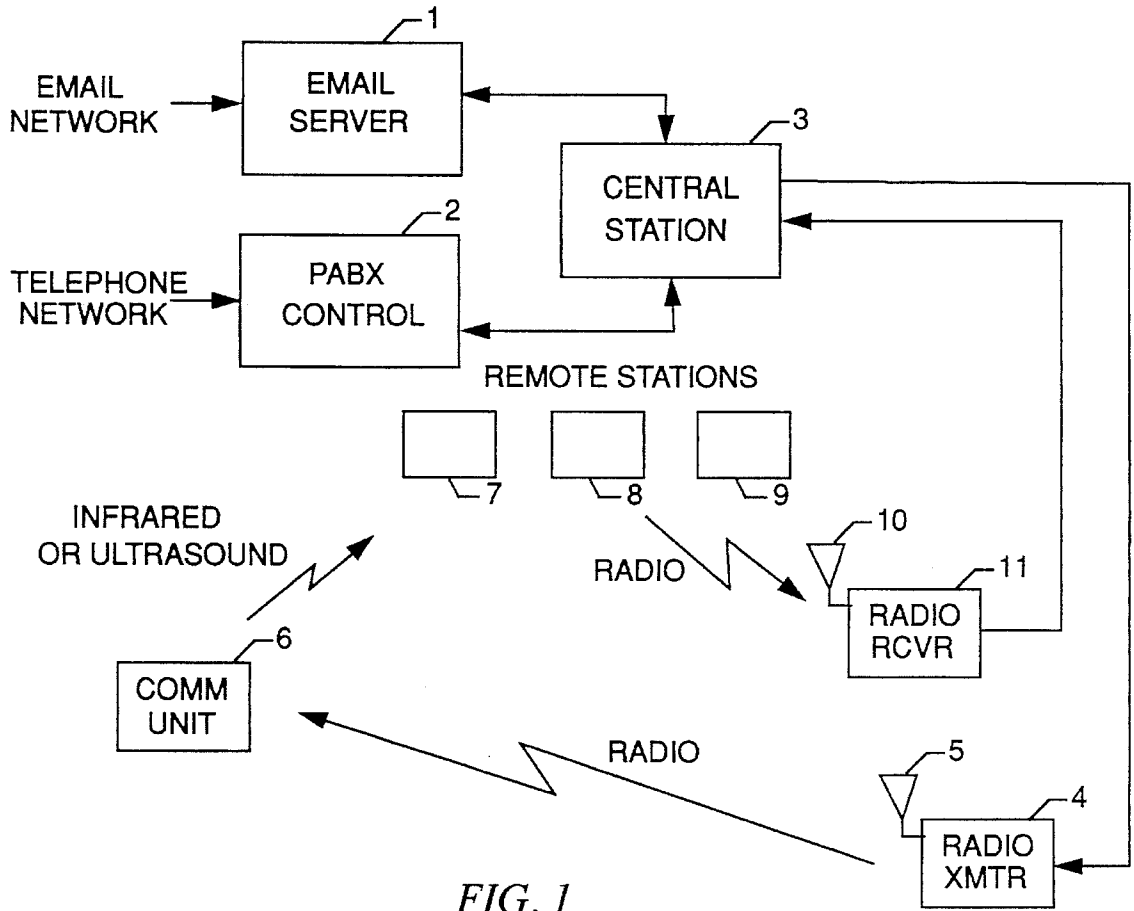 1
EMAIL
NETWORK
EMAIL
SERVER
3
CENTRAL
STATION
2
TELEPHONE
NETWORK
PABX
CONTROL
REMOTE STATIONS
7
8
9
INFRARED
OR ULTRASOUND
RADIO
10
11
RADIO
RCVR
6
COMM
UNIT
RADIO
5
4
RADIO
XMTR
FIG. 1